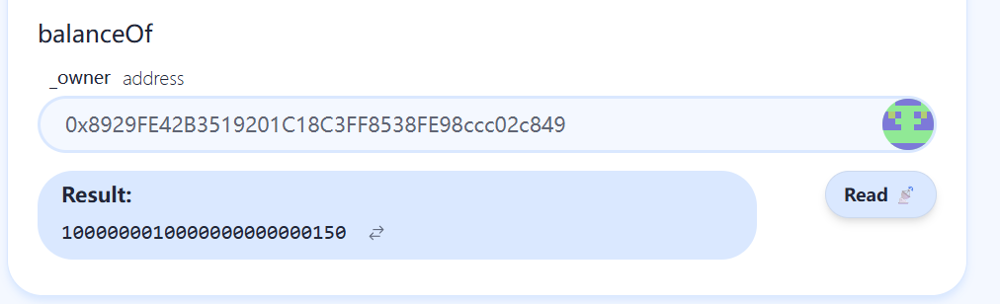 balanceOf
_owner address
0x8929FE42B3519201C18C3FF8538FE98ccc02c849
Result:
Read
1000000010000000000000150